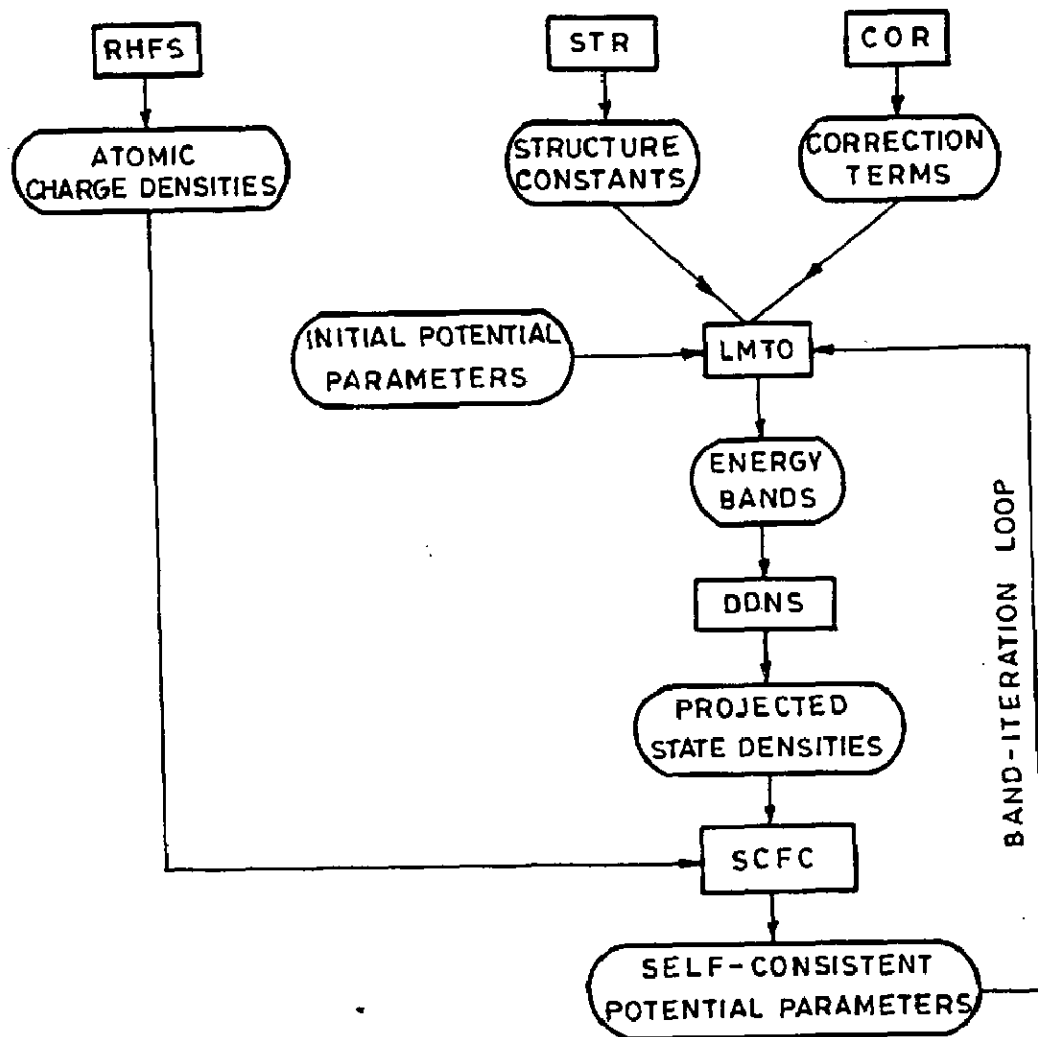 RHFS
STR
COR
ATOMIC
CHARGE DENSITIES
STRUCTURE
CONSTANTS
CORRECTION
TERMS
INITIAL POTENTIAL
PARAMETERS
LMTO
ENERGY
BANDS
DDNS
PROJECTED
STATE DENSITIES
SCFC
SELF-CONSISTENT
POTENTIAL PARAMETERS
BAND-ITERATION LOOP